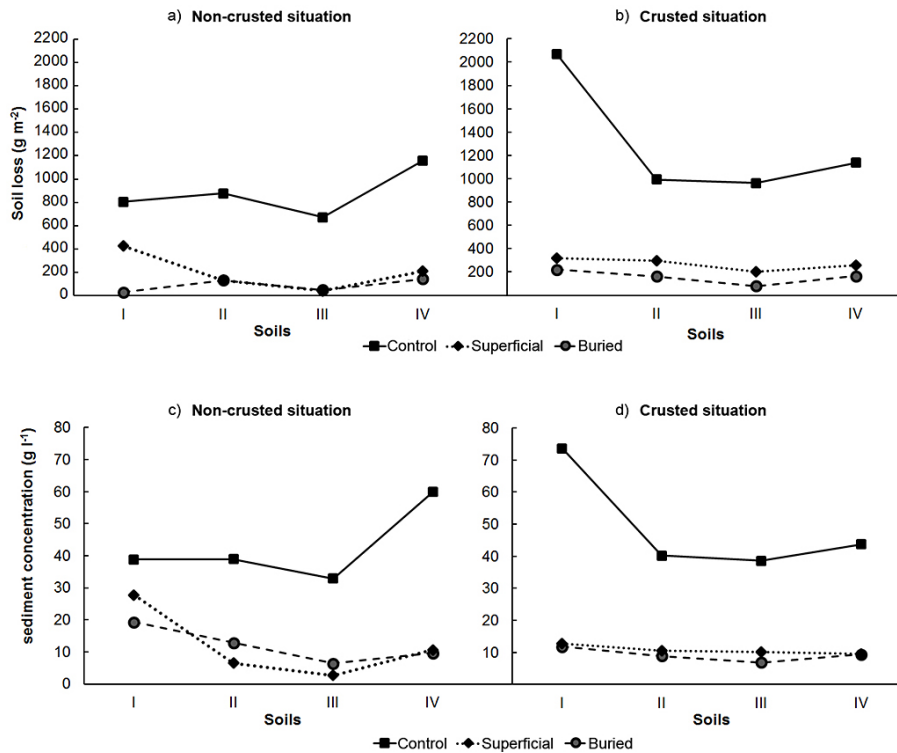 a) Non-crusted situation
b) Crusted situation
Soil loss (g m-2)
2200
2000
1800
1600
1400
1200
1000
800
600
400
200
0
I II III IV
Soils
2200
2000
1800
1600
1400
1200
1000
800
600
400
200
I II III IV
Soils
Control Superficial Buried
c) Non-crusted situation
d) Crusted situation
sediment concentration (g l-1)
80
70
60
50
40
30
20
10
0
I II III IV
Soils
80
70
60
50
40
30
20
10
I II III IV
Soils
Control Superficial Buried